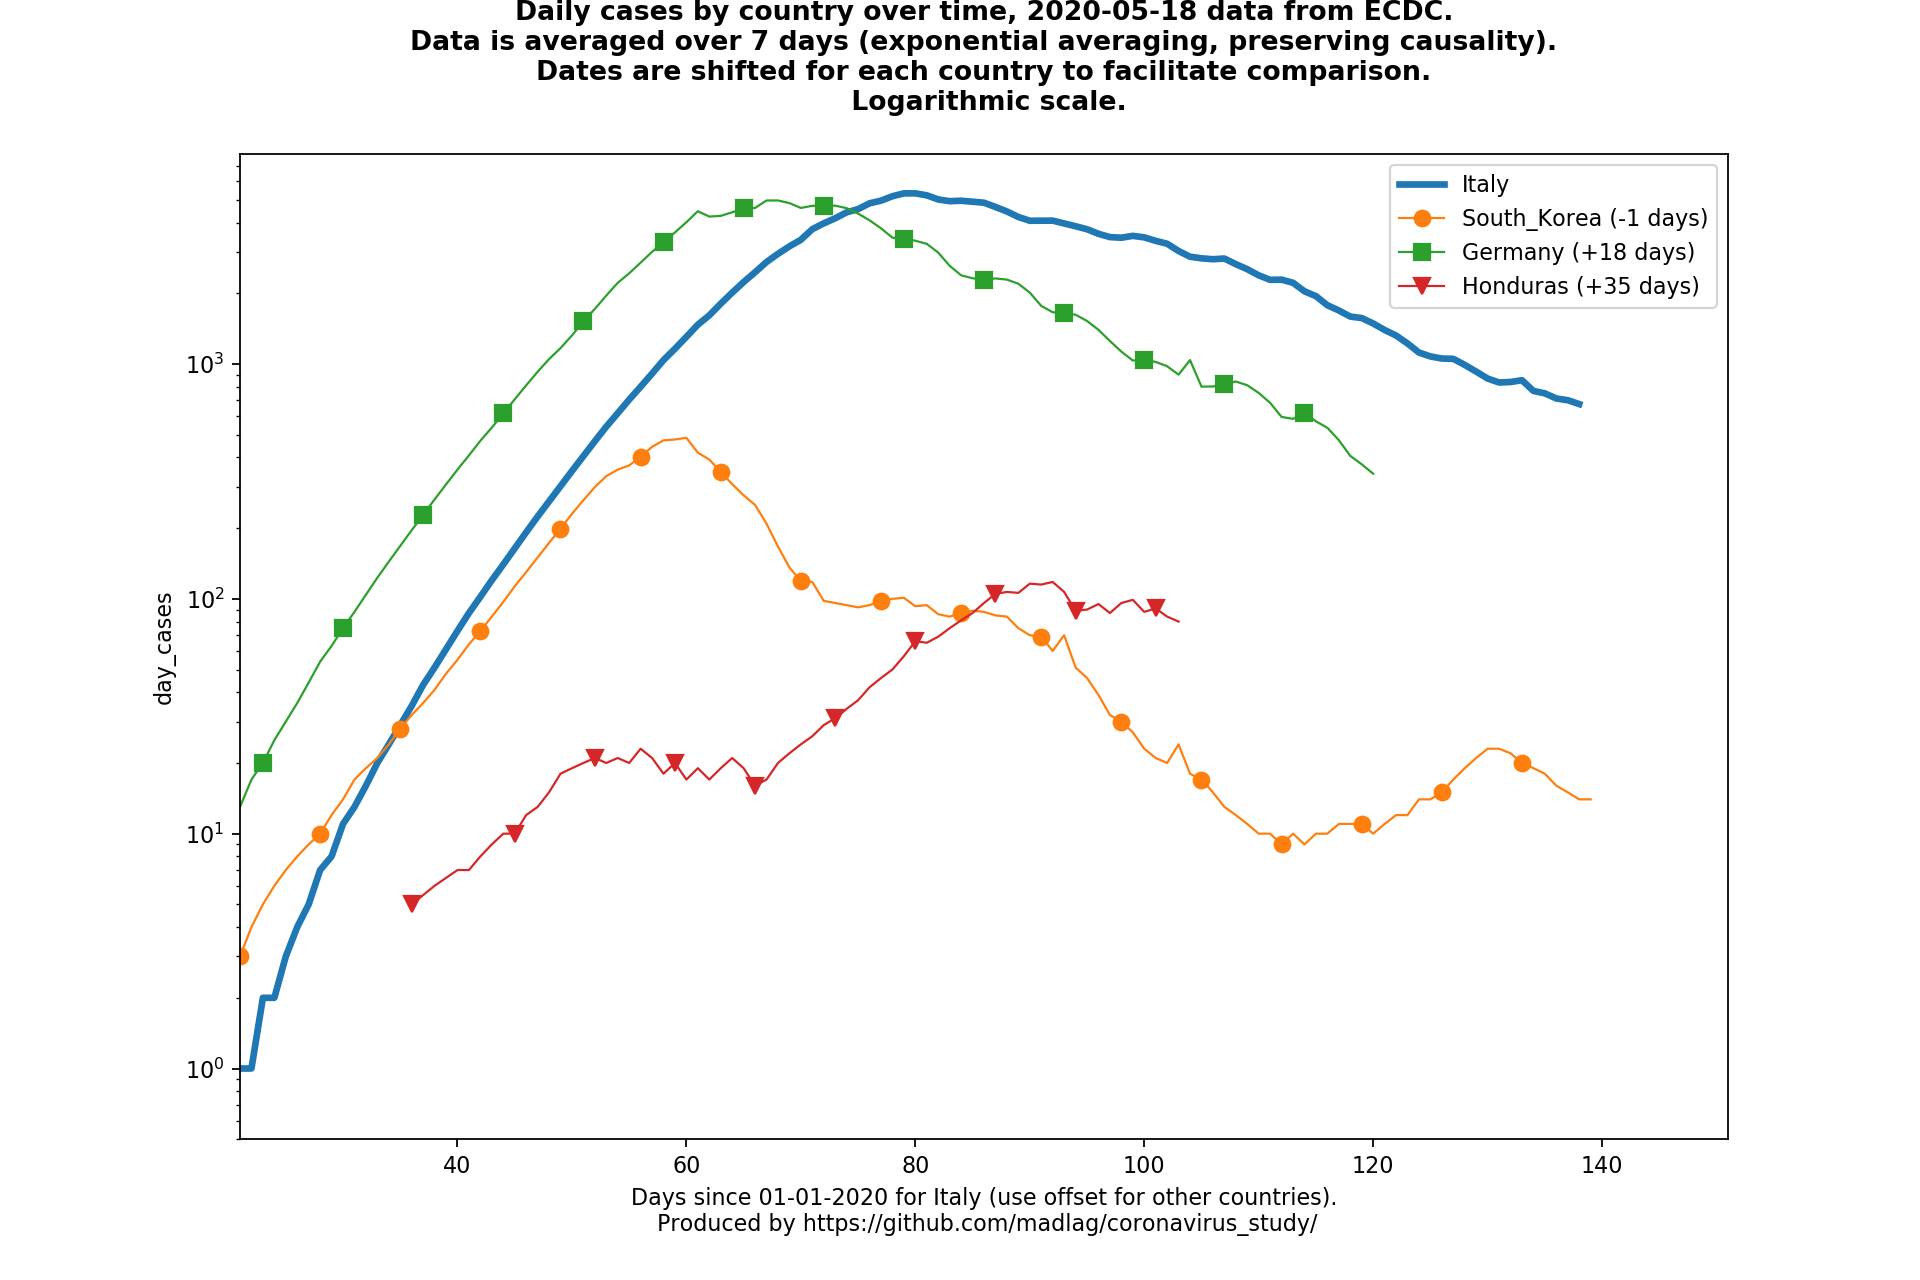 Daily cases by country over time, 2020-05-18 data from ECDC.
Data is averaged over 7 days (exponential averaging, preserving causality).
Dates are shifted for each country to facilitate comparison.
Logarithmic scale.
Italy
South_Korea (-1 days)
Germany (+18 days)
Honduras (+35 days)
10³
10²
10¹
10⁰
day_cases
40 60 80 100 120 140
Days since 01-01-2020 for Italy (use offset for other countries).
Produced by https://github.com/madlag/coronavirus_study/